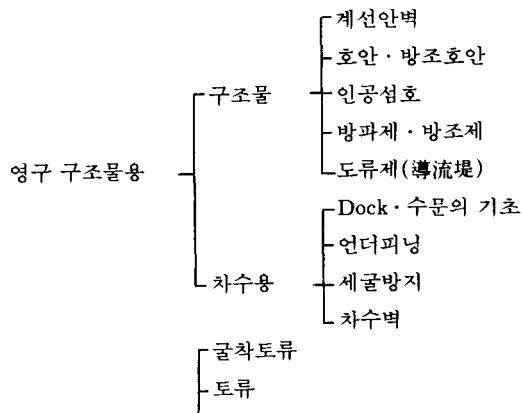 계선안벽
호안·방조호안
구조물
인공섬호
방파제·방조제
영구 구조물용
도류제(導流堤)
Dock·수문의 기초
언더피닝
차수용
세굴방지
차수벽
굴착토류
토류